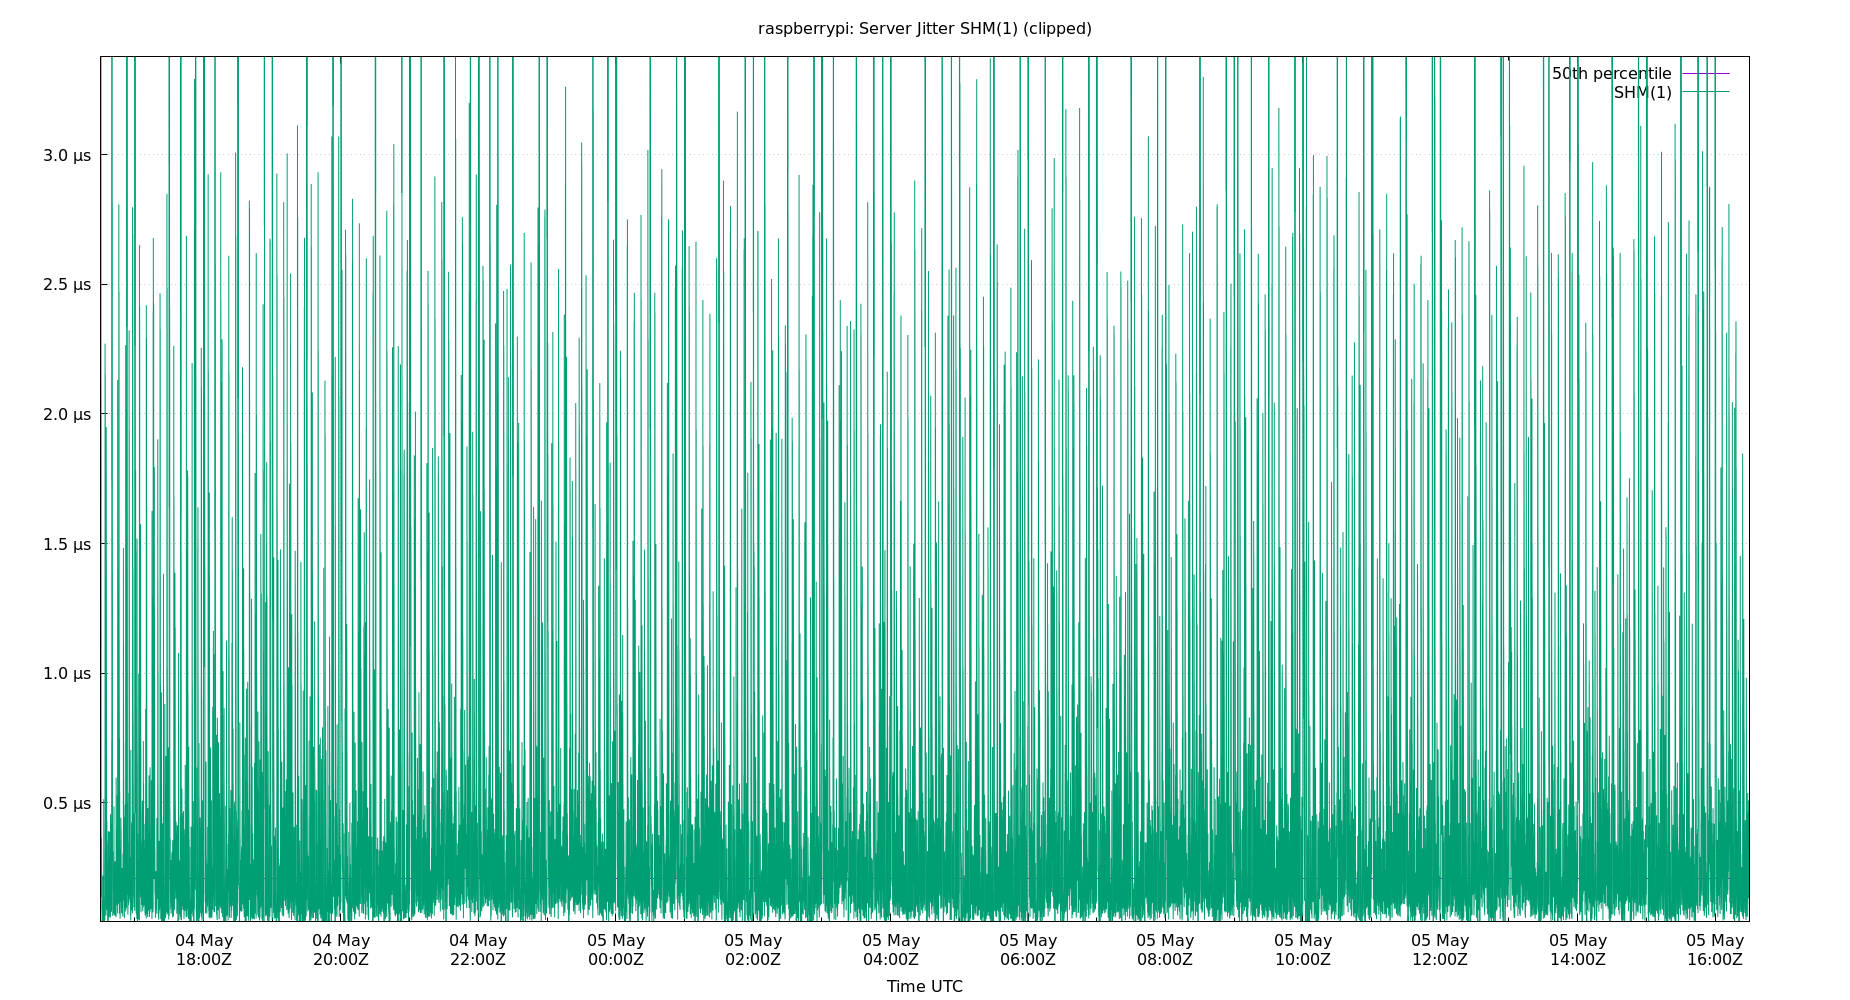 raspberrypi: Server Jitter SHM(1) (clipped)
50th percentile
SHM(1)
3.0 µs
2.5 µs
2.0 µs
1.5 µs
1.0 µs
0.5 µs
04 May 04 May 04 May 05 May 05 May 05 May 05 May 05 May 05 May 05 May 05 May 05 May
18:00Z 20:00Z 22:00Z 00:00Z 02:00Z 04:00Z 06:00Z 08:00Z 10:00Z 12:00Z 14:00Z 16:00Z
Time UTC